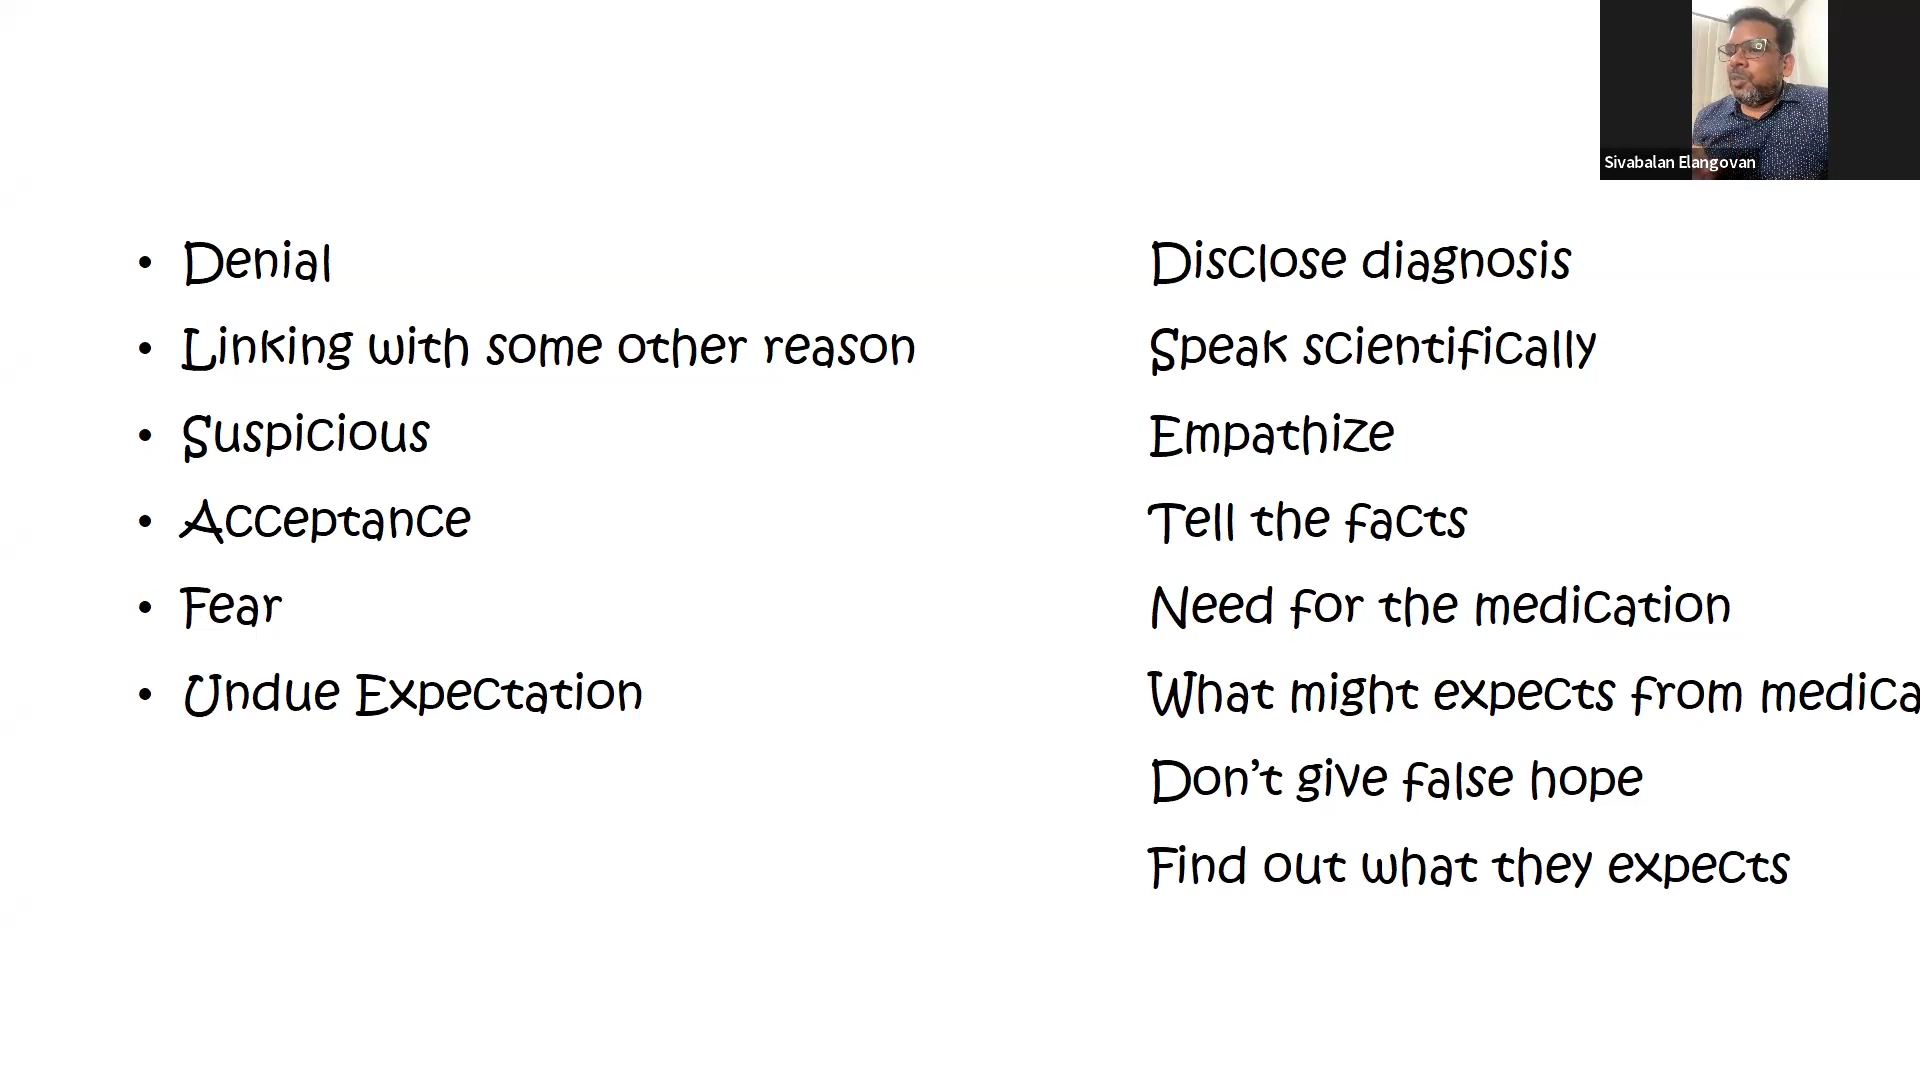 Sivabalan Elangovan
• Denial
• Linking with some other reason
• Suspicious
• Acceptance
• Fear
• Undue Expectation
Disclose diagnosis
Speak scientifically
Empathize
Tell the facts
Need for the medication
What might expects from medica
Don't give false hope
Find out what they expects